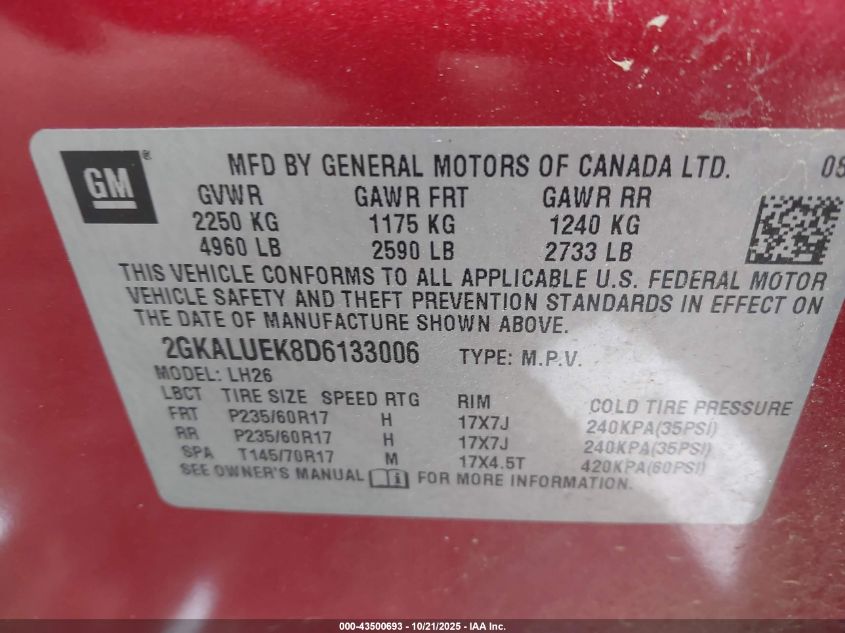 GM ®
MFD BY GENERAL MOTORS OF CANADA LTD.
GVWR GAWR FRT GAWR RR
2250 KG 1175 KG 1240 KG
4960 LB 2590 LB 2733 LB
THIS VEHICLE CONFORMS TO ALL APPLICABLE U.S. FEDERAL MOTOR
VEHICLE SAFETY AND THEFT PREVENTION STANDARDS IN EFFECT ON
THE DATE OF MANUFACTURE SHOWN ABOVE.
2GKALUEK8D6133006 TYPE: M.P.V.
MODEL: LH26
LBCT TIRE SIZE SPEED RTG RIM COLD TIRE PRESSURE
FRT P235/60R17 H 17X7J 240KPA(35PSI)
RR P235/60R17 H 17X7J 240KPA(35PSI)
SPA T145/70R17 M 17X4.5T 420KPA(60PSI)
SEE OWNER'S MANUAL i FOR MORE INFORMATION.
000-43500693 - 10/21/2025 - IAA Inc.